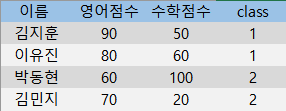 이름 영어점수 수학점수 class
김지훈 90 50 1
이유진 80 60 1
박동현 60 100 2
김민지 70 20 2